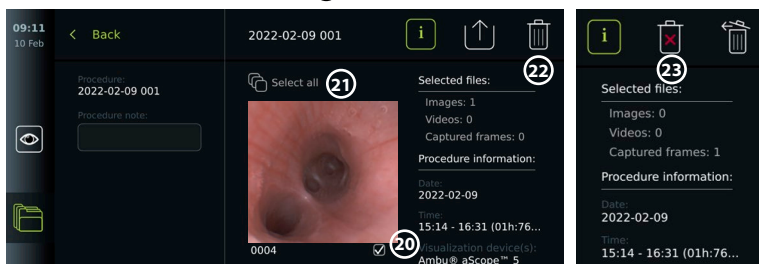 09:11
10 Feb
Back
2022-02-09 001
i
22
Procedure:
2022-02-09 001
Procedure note:
Select all
21
Selected files:
Images: 1
Videos: 0
Captured frames: 0
Procedure information:
Date:
2022-02-09
Time:
15:14 - 16:31 (01h:76...
Visualization device(s):
Ambu® aScope™ 5
0004
20
i
23
Selected files:
Images: 0
Videos: 0
Captured frames: 1
Procedure information:
Date:
2022-02-09
Time:
15:14 - 16:31 (01h:76...